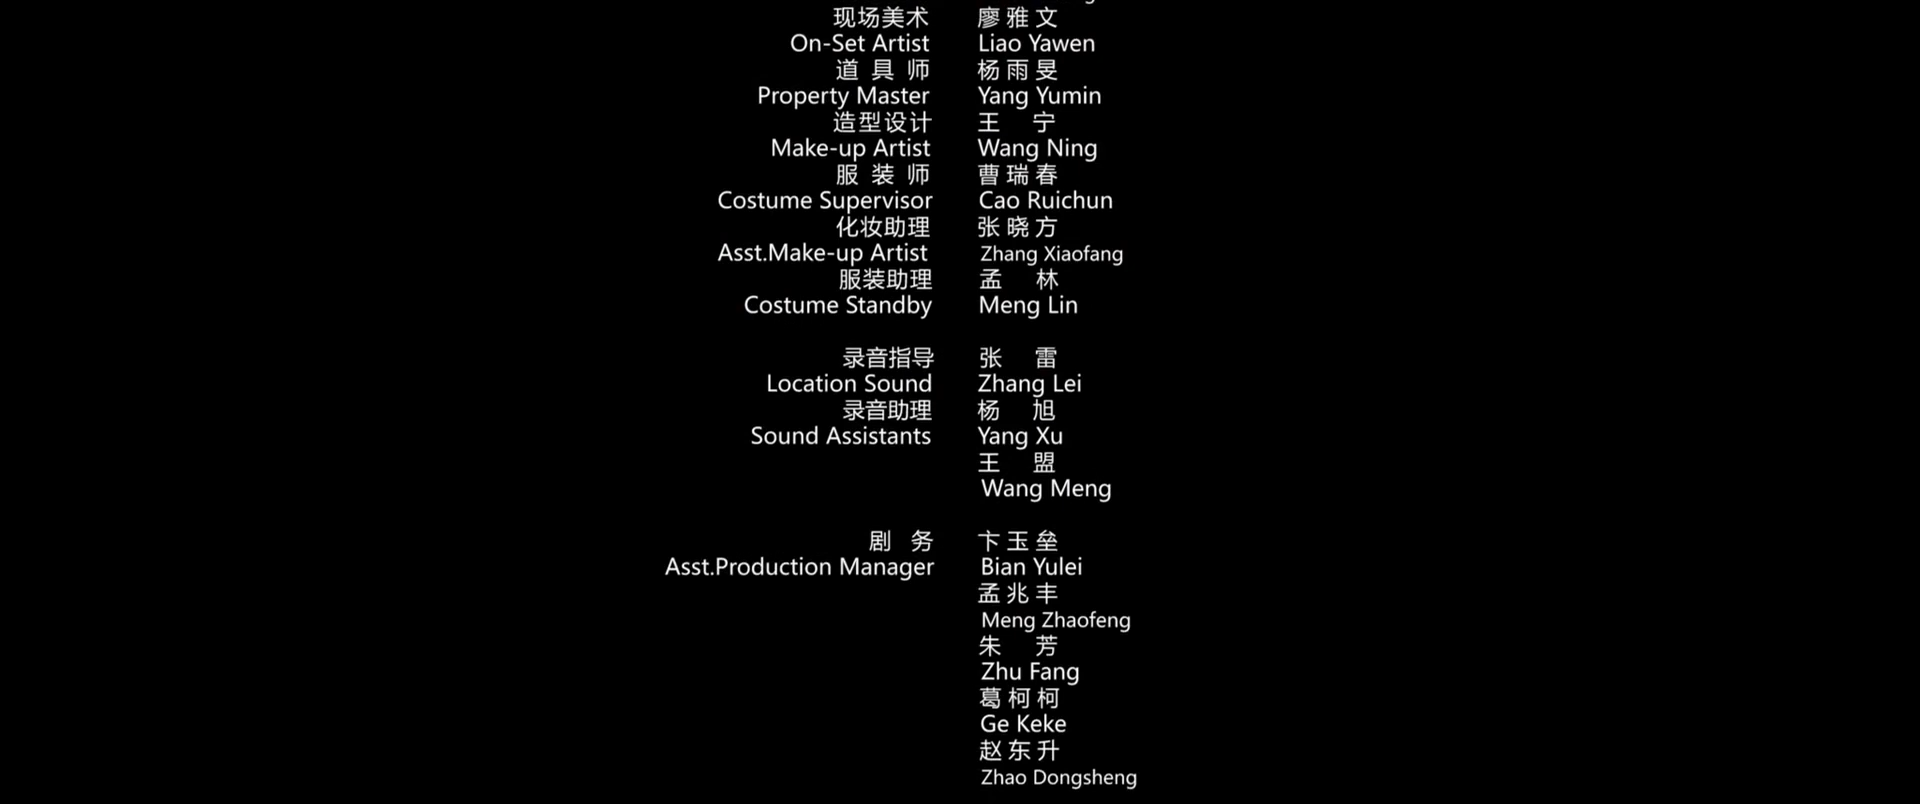 现场美术 廖雅文
On-Set Artist Liao Yawen
道具师 杨雨旻
Property Master Yang Yumin
造型设计 王宁
Make-up Artist Wang Ning
服装师 曹瑞春
Costume Supervisor Cao Ruichun
化妆助理 张晓方
Asst.Make-up Artist Zhang Xiaofang
服装助理 孟林
Costume Standby Meng Lin
录音指导 张雷
Location Sound Zhang Lei
录音助理 杨旭
Sound Assistants Yang Xu
王盟
Wang Meng
剧务 卞玉垒
Asst.Production Manager Bian Yulei
孟兆丰
Meng Zhaofeng
朱芳
Zhu Fang
葛柯柯
Ge Keke
赵东升
Zhao Dongsheng